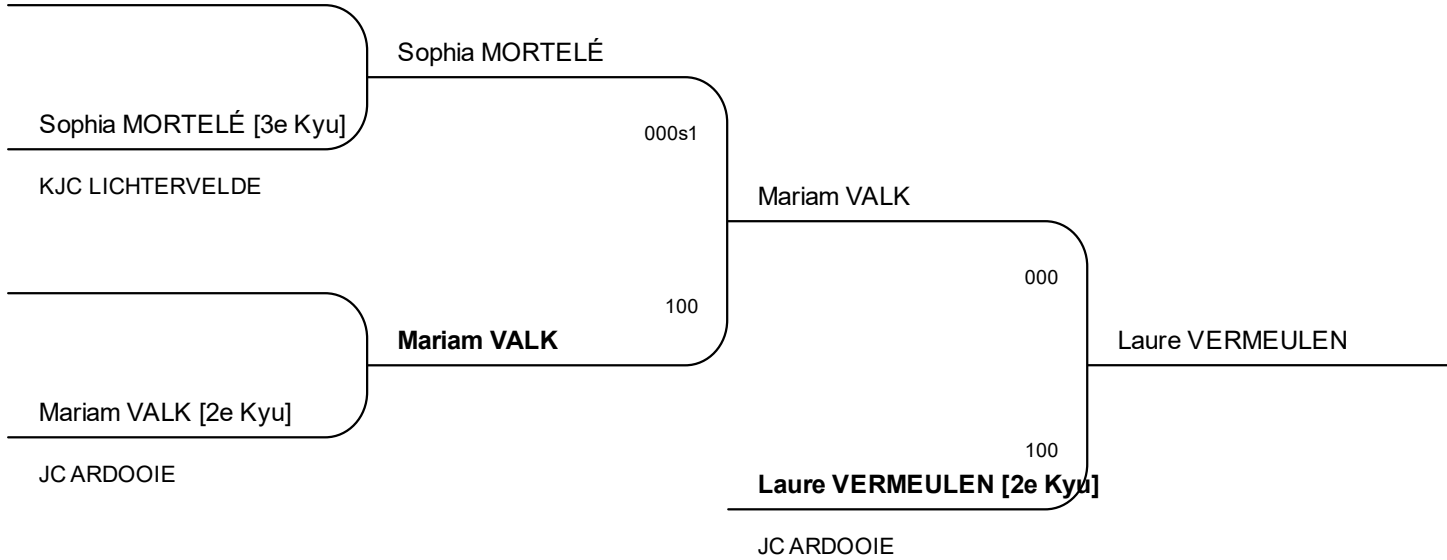 Sophia MORTELÉ
Sophia MORTELÉ [3e Kyu]
000s1
KJC LICHTERVELDE
Mariam VALK
000
100
Mariam VALK
Laure VERMEULEN
Mariam VALK [2e Kyu]
100
JC ARDOOIE
Laure VERMEULEN [2e Kyu]
JC ARDOOIE